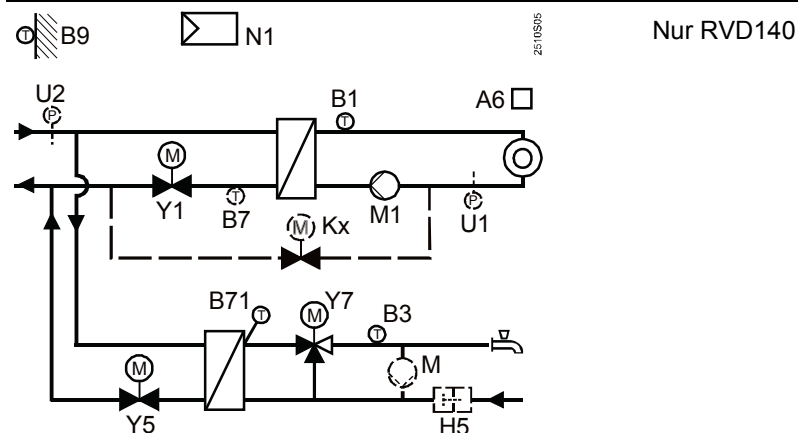 B9
N1
2510S05
Nur RVD140
U2
P
B1
T
A6
M
Y1
T
B7
M1
P
U1
M
Kx
B71
T
M
Y7
B3
T
M
M
Y5
H5
T